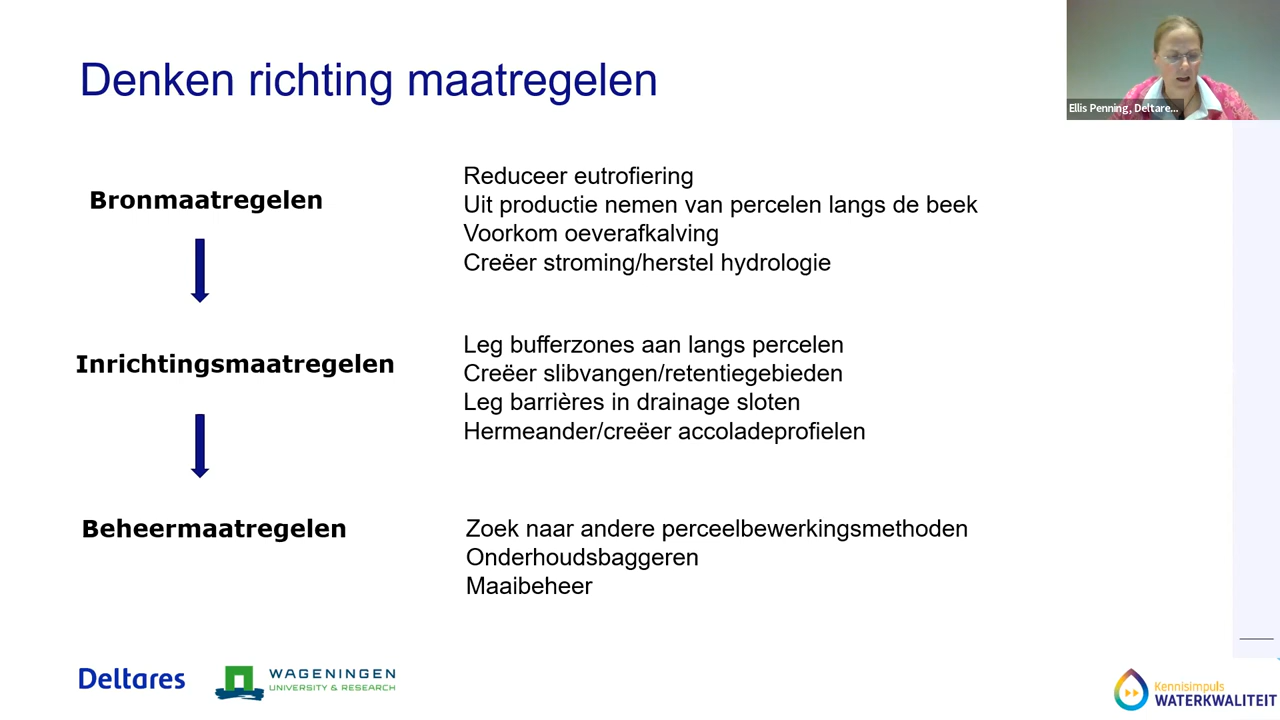 Denken richting maatregelen
Ellis Penning, Deltare...
Bronmaatregelen
Reduceer eutrofiering
Uit productie nemen van percelen langs de beek
Voorkom oeverafkalving
Creëer stroming/herstel hydrologie
Inrichtingsmaatregelen
Leg bufferzones aan langs percelen
Creëer slibvangen/retentiegebieden
Leg barrières in drainage sloten
Hermeander/creëer accoladeprofielen
Beheermaatregelen
Zoek naar andere perceelbewerkingsmethoden
Onderhoudsbaggeren
Maaibeheer
Deltares
WAGENINGEN
UNIVERSITY & RESEARCH
Kennisimpuls
WATERKWALITEIT